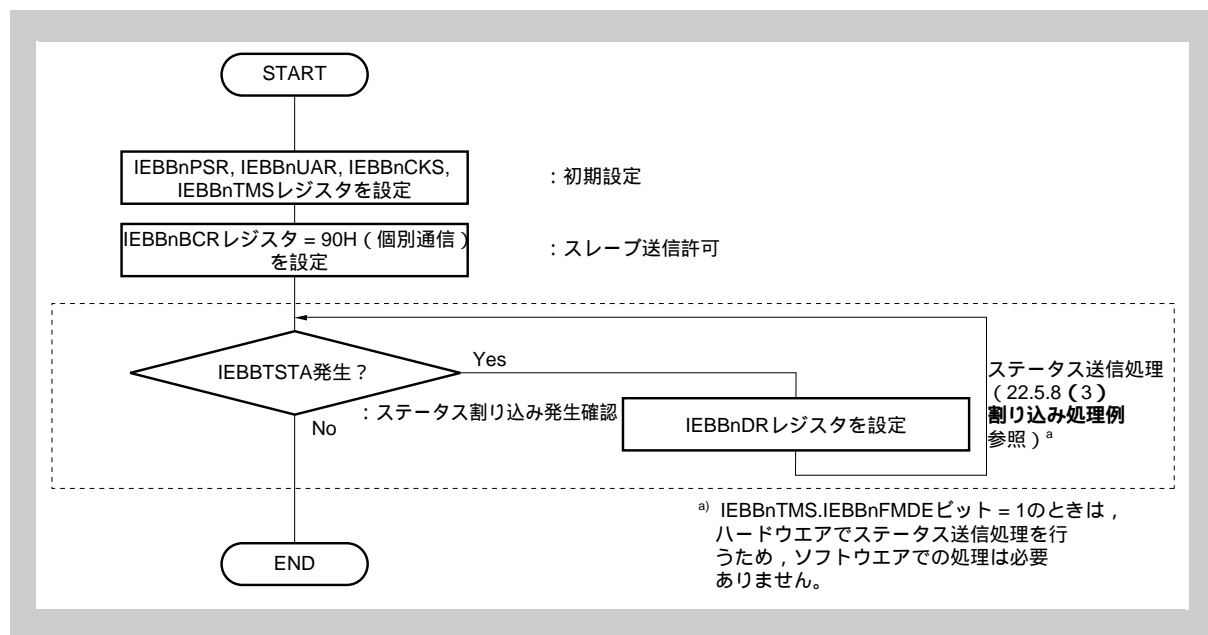 START
IEBBnPSR, IEBBnUAR, IEBBnCKS,
IEBBnTMSレジスタを設定
：初期設定
IEBBnBCRレジスタ = 90H（個別通信）
を設定
：スレーブ送信許可
IEBBTSTA発生？
Yes
No
：ステータス割り込み発生確認
IEBBnDRレジスタを設定
ステータス送信処理
（22.5.8（3）
割り込み処理例
参照）a
END
a) IEBBnTMS.IEBBnFMDEビット = 1のときは，
ハードウエアでステータス送信処理を行
うため，ソフトウエアでの処理は必要
ありません。